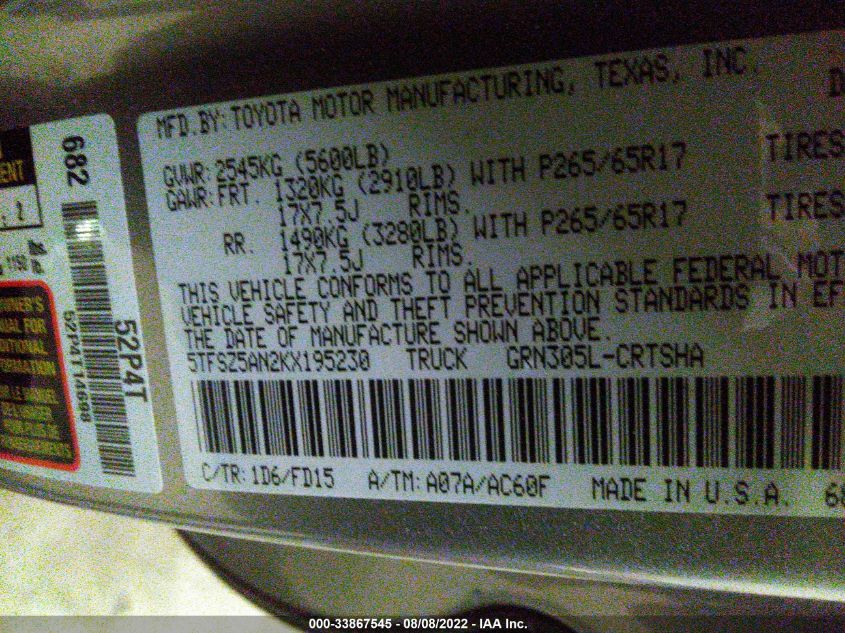 MFD. BY: TOYOTA MOTOR MANUFACTURING, TEXAS, INC.
GVWR: 2545KG (5600LB)
GAWR: FRT. 1320KG (2910LB) WITH P265/65R17 TIRES
17X7.5J RIMS.
RR. 1490KG (3280LB) WITH P265/65R17 TIRES
17X7.5J RIMS.
THIS VEHICLE CONFORMS TO ALL APPLICABLE FEDERAL MOT
VEHICLE SAFETY AND THEFT PREVENTION STANDARDS IN EF
THE DATE OF MANUFACTURE SHOWN ABOVE.
5TFSZ5AN2KX195230 TRUCK GRN305L-CRTSHA
C/TR: 1D6/FD15 A/TM: A07A/AC60F MADE IN U.S.A. 68
682
52P4T
52P4T14698
000-33867545 - 08/08/2022 - IAA Inc.